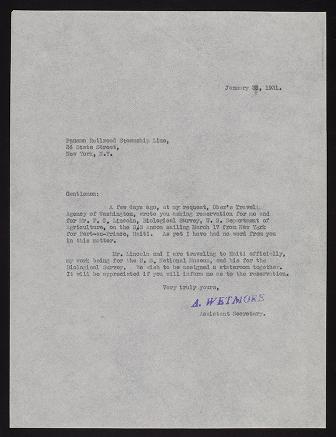 January 23, 1931.
Panama Railroad Steamship Line,
24 State Street,
New York, N.Y.
Gentlemen:
A few days ago, at my request, Ober's Travel
Agency of Washington, wrote you asking reservation for me and
for Mr. F. C. Lincoln, Biological Survey, U. S. Department of
Agriculture, on the S/S Ancon sailing March 17 from New York
for Port-au-Prince, Haiti. As yet I have had no word from you
in this matter.
Mr. Lincoln and I are traveling to Haiti officially,
my work being for the U. S. National Museum, and his for the
Biological Survey. We wish to be assigned a stateroom together.
It will be appreciated if you will inform me as to the reservation.
Very truly yours,
A. WETMORE
Assistant Secretary.